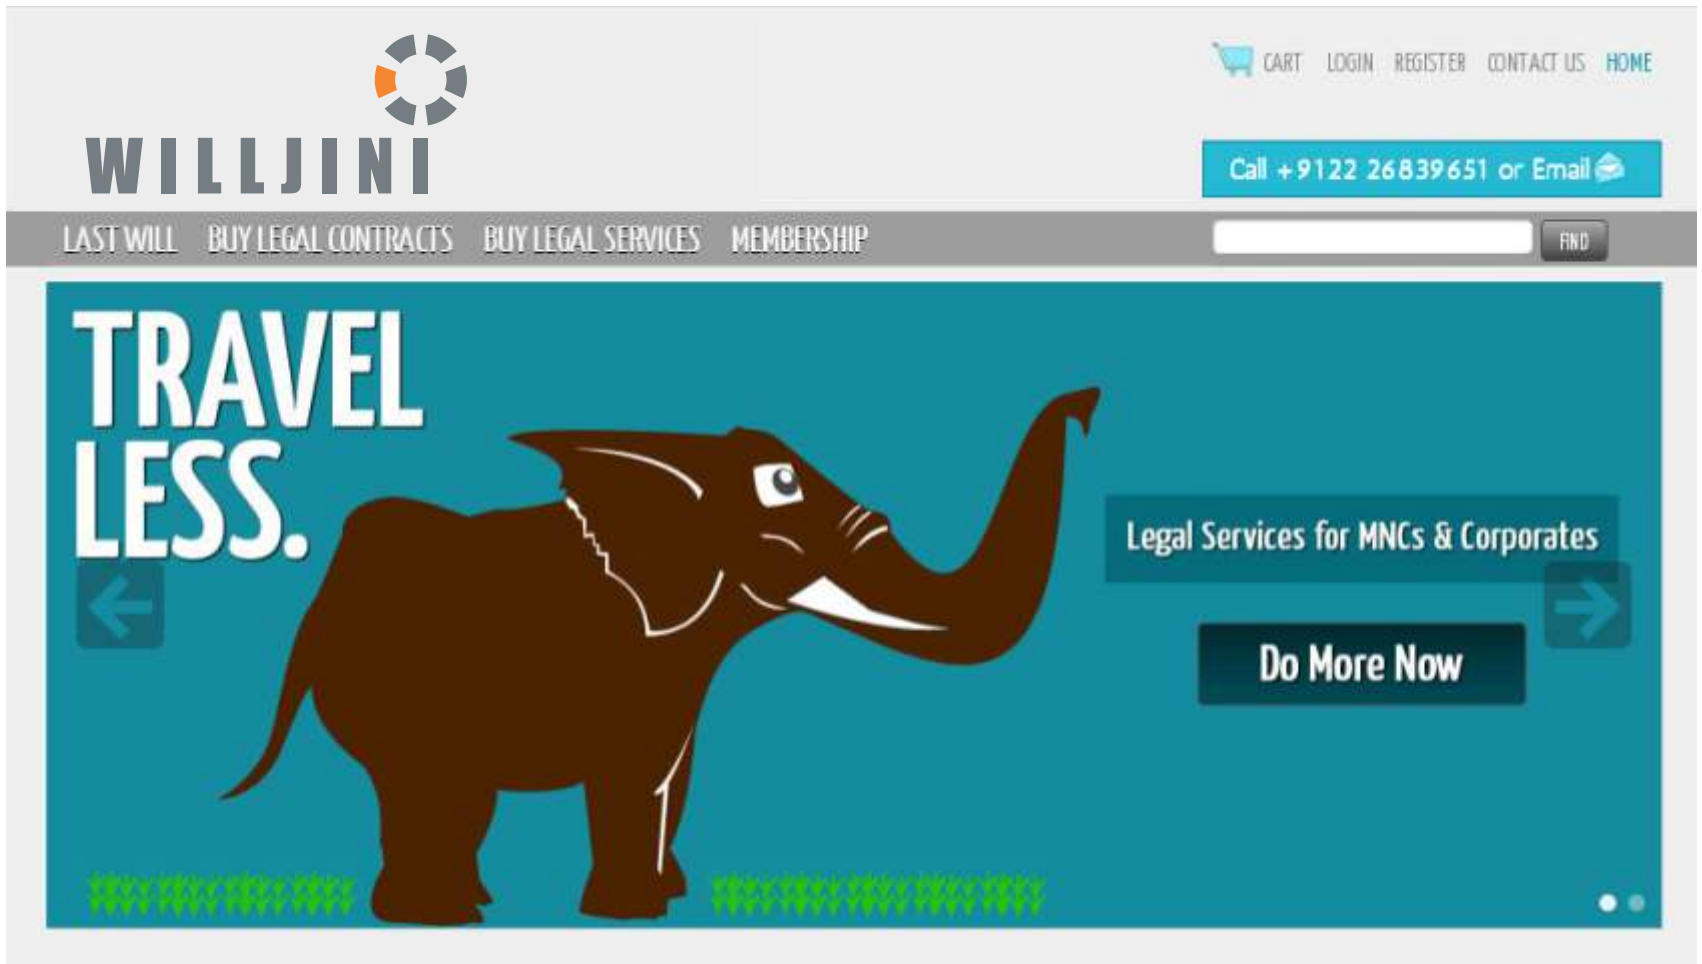 CART LOGIN REGISTER CONTACT US HOME
WILLJINI
Call +9122 26839651 or Email
LAST WILL BUY LEGAL CONTRACTS BUY LEGAL SERVICES MEMBERSHIP
FIND
TRAVEL
LESS.
Legal Services for MNCs & Corporates
Do More Now